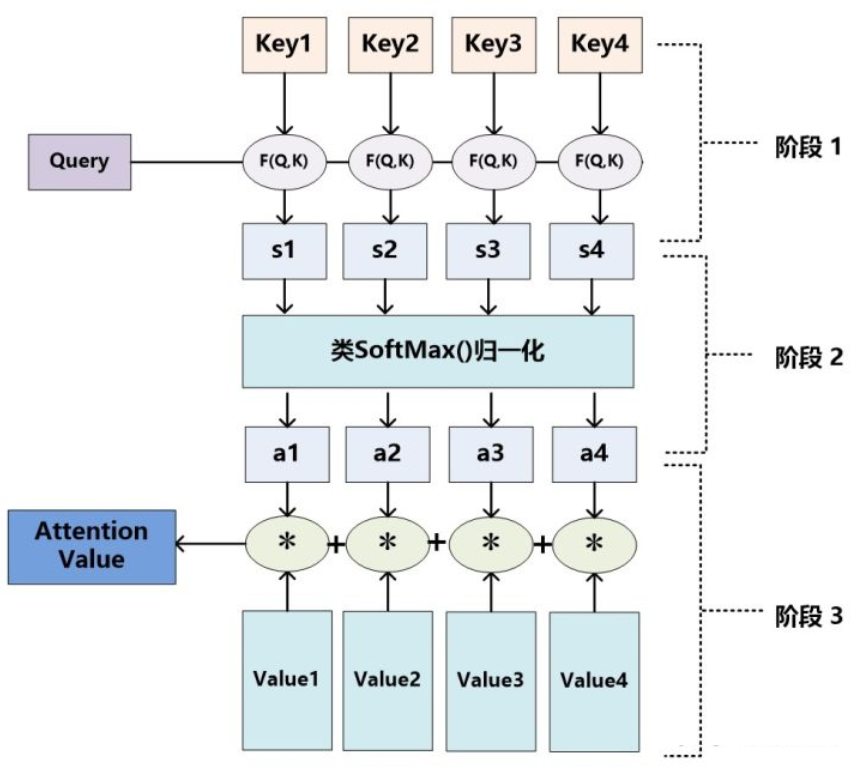 Key1 Key2 Key3 Key4
Query F(Q,K) F(Q,K) F(Q,K) F(Q,K)
阶段 1
s1 s2 s3 s4
类SoftMax()归一化
阶段 2
a1 a2 a3 a4
Attention
Value
* + * + * + *
阶段 3
Value1 Value2 Value3 Value4